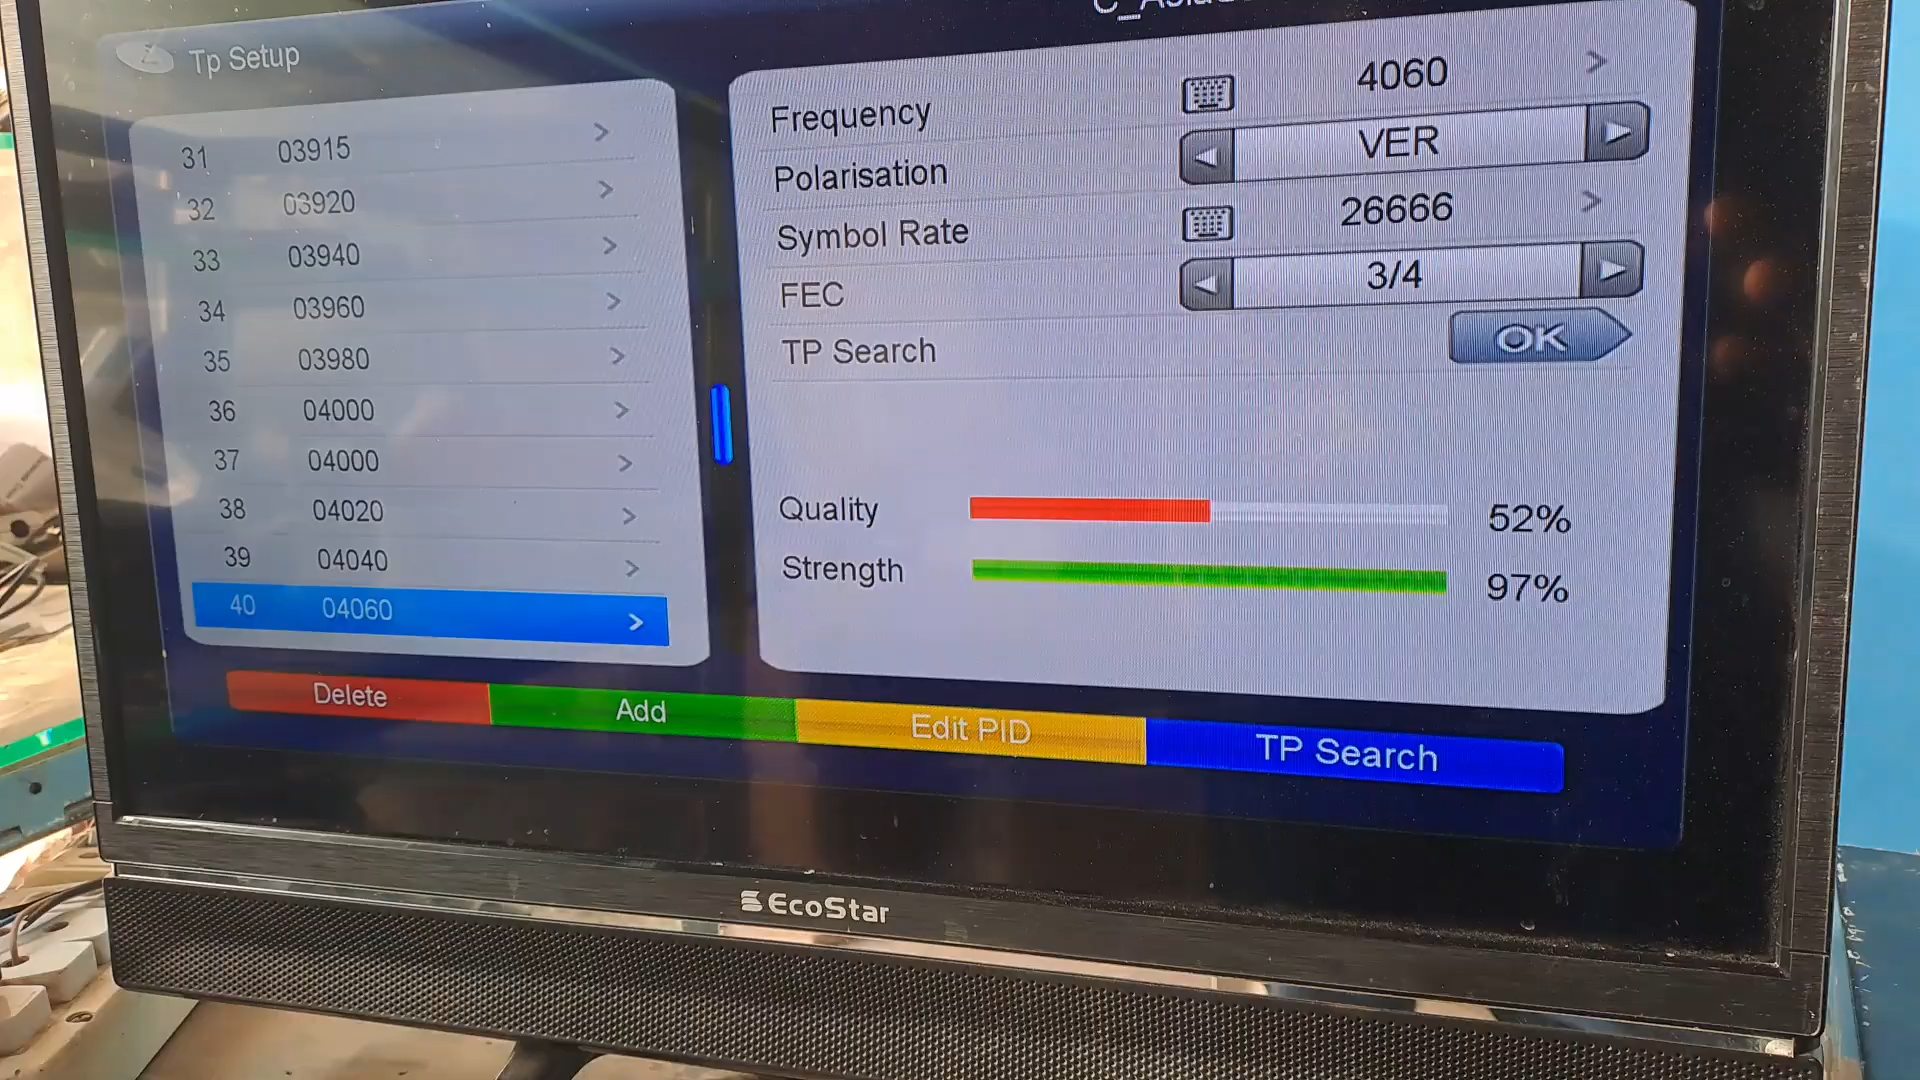 Tp Setup
31 03915 >
32 03920 >
33 03940 >
34 03960 >
35 03980 >
36 04000 >
37 04000 >
38 04020 >
39 04040 >
40 04060 >
Frequency 4060 >
Polarisation VER
Symbol Rate 26666 >
FEC 3/4
TP Search OK
Quality 52%
Strength 97%
Delete Add Edit PID TP Search
EcoStar